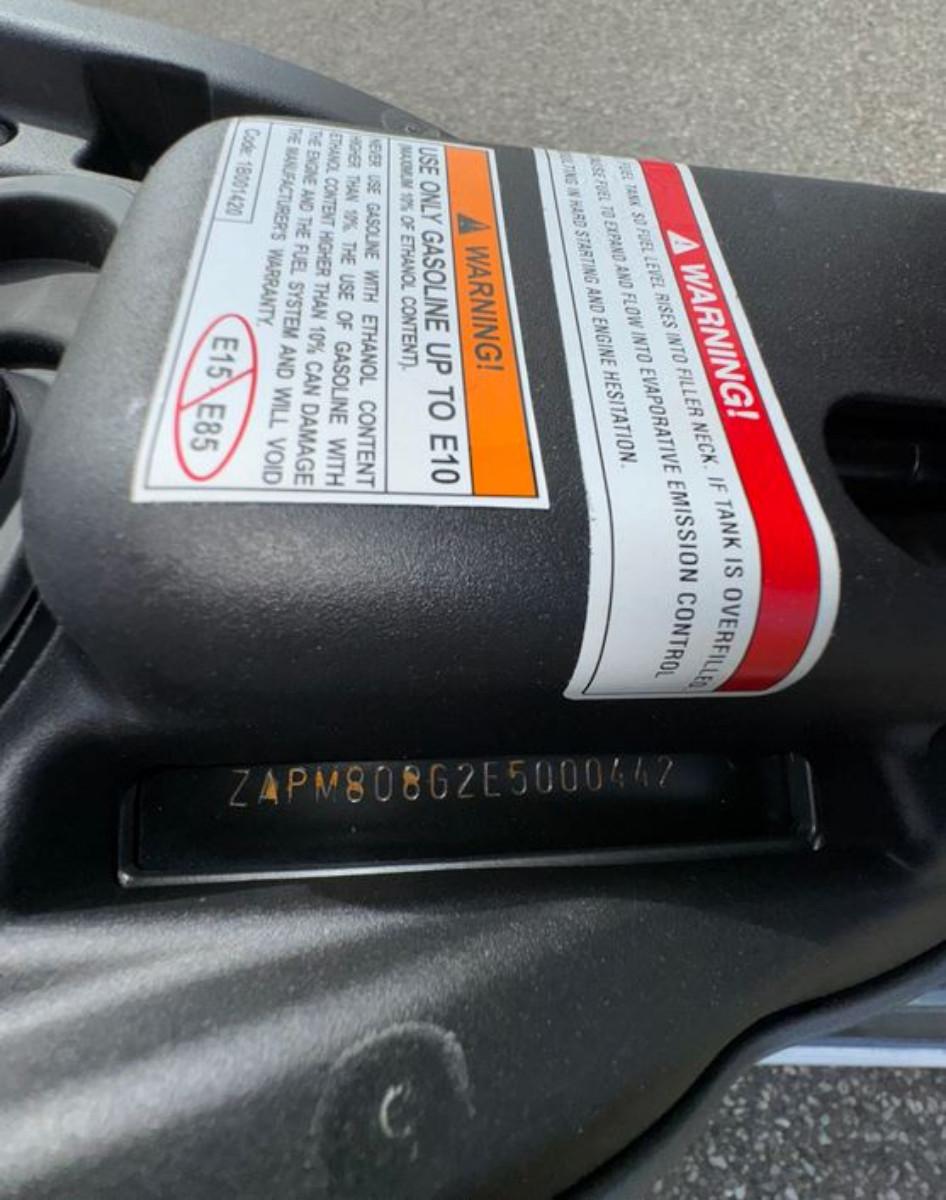 WARNING!
USE ONLY GASOLINE UP TO E10
(MAXIMUM 10% OF ETHANOL CONTENT).
NEVER USE GASOLINE WITH ETHANOL CONTENT
HIGHER THAN 10%. THE USE OF GASOLINE WITH
ETHANOL CONTENT HIGHER THAN 10% CAN DAMAGE
THE ENGINE AND THE FUEL SYSTEM AND WILL VOID
THE MANUFACTURER'S WARRANTY.
E15/E85
Code: 1B001420
WARNING!
FUEL TANK SO FUEL LEVEL RISES INTO FILLER NECK. IF TANK IS OVERFILLED
FUEL TO EXPAND AND FLOW INTO EVAPORATIVE EMISSION CONTROL
IN HARD STARTING AND ENGINE HESITATION.
ZAPM808G2E5000442